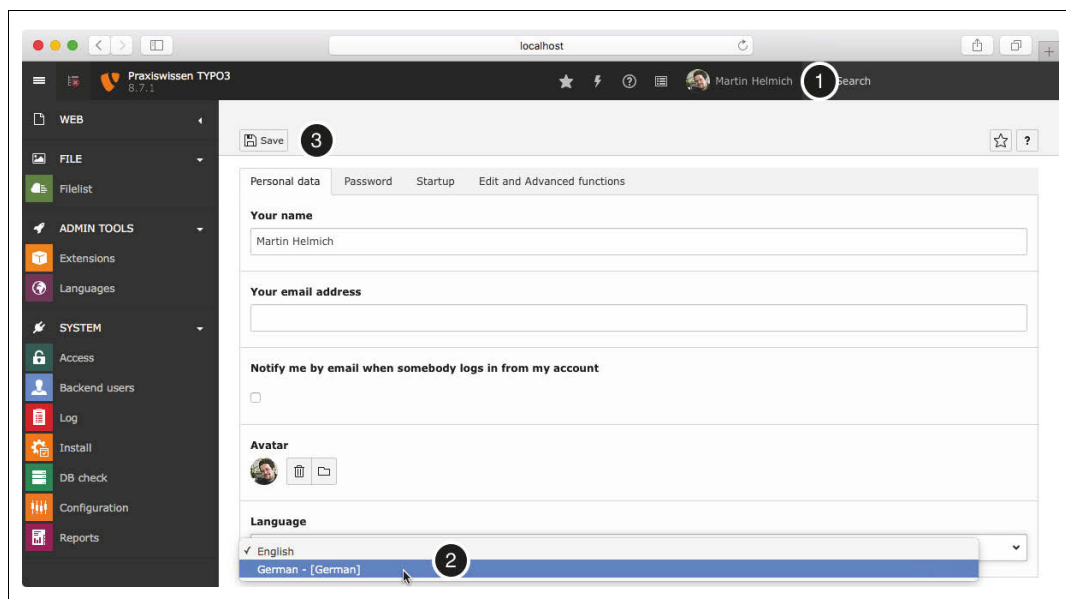 localhost
Praxiswissen TYPO3
8.7.1
Martin Helmich
1
Search
WEB
FILE
Filelist
ADMIN TOOLS
Extensions
Languages
SYSTEM
Access
Backend users
Log
Install
DB check
Configuration
Reports
Save
3
?
Personal data Password Startup Edit and Advanced functions
Your name
Martin Helmich
Your email address
Notify me by email when somebody logs in from my account
Avatar
Language
✓ English
2
German - [German]